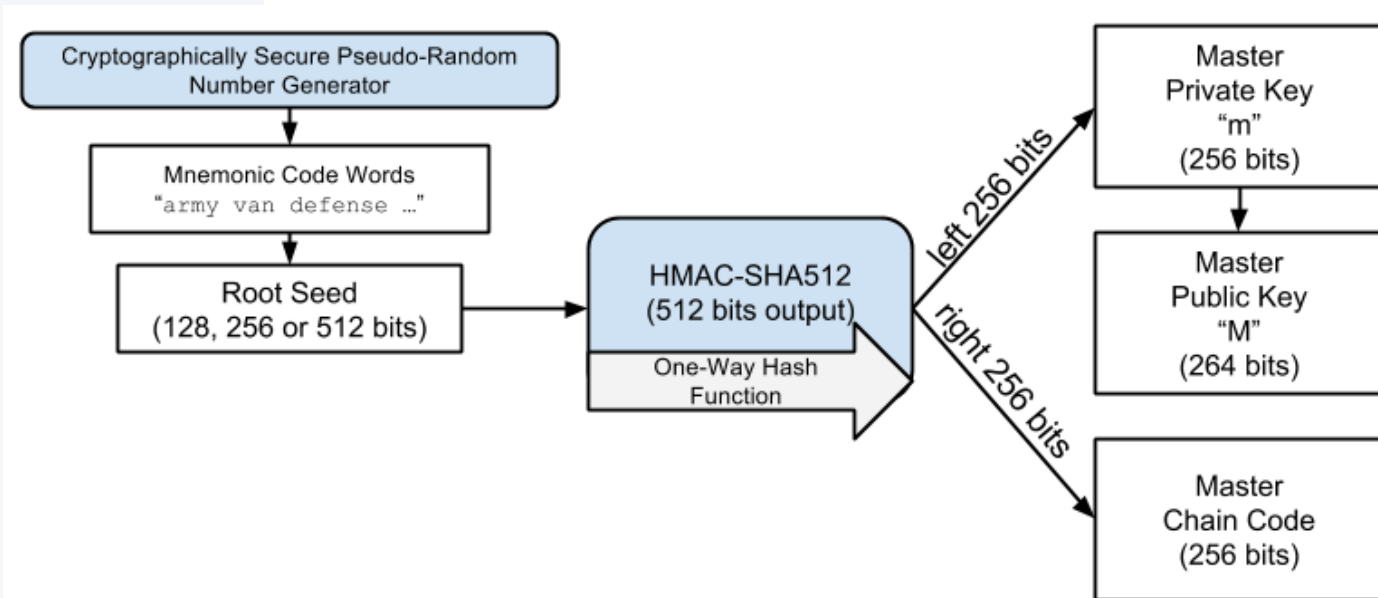 Cryptographically Secure Pseudo-Random
Number Generator
Mnemonic Code Words
“army van defense …”
Root Seed
(128, 256 or 512 bits)
HMAC-SHA512
(512 bits output)
One-Way Hash
Function
left 256 bits
right 256 bits
Master
Private Key
“m”
(256 bits)
Master
Public Key
“M”
(264 bits)
Master
Chain Code
(256 bits)